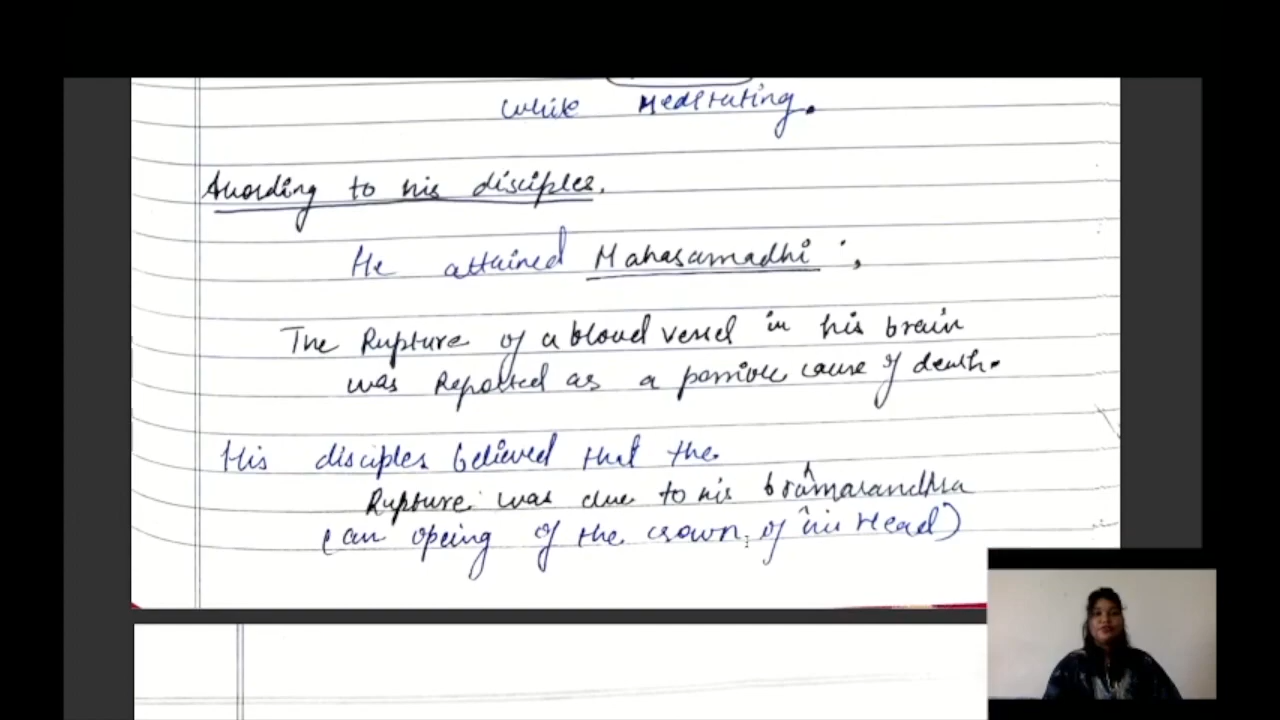 while Meditating.
According to his disciples.
He attained Mahasamadhi ;
The Rupture of a bloud vessel in his brain
was Reported as a possible cause of death.
His disciples believed that the
Rupture was due to his brahmarandhra
(an opeing of the crown of his Head)